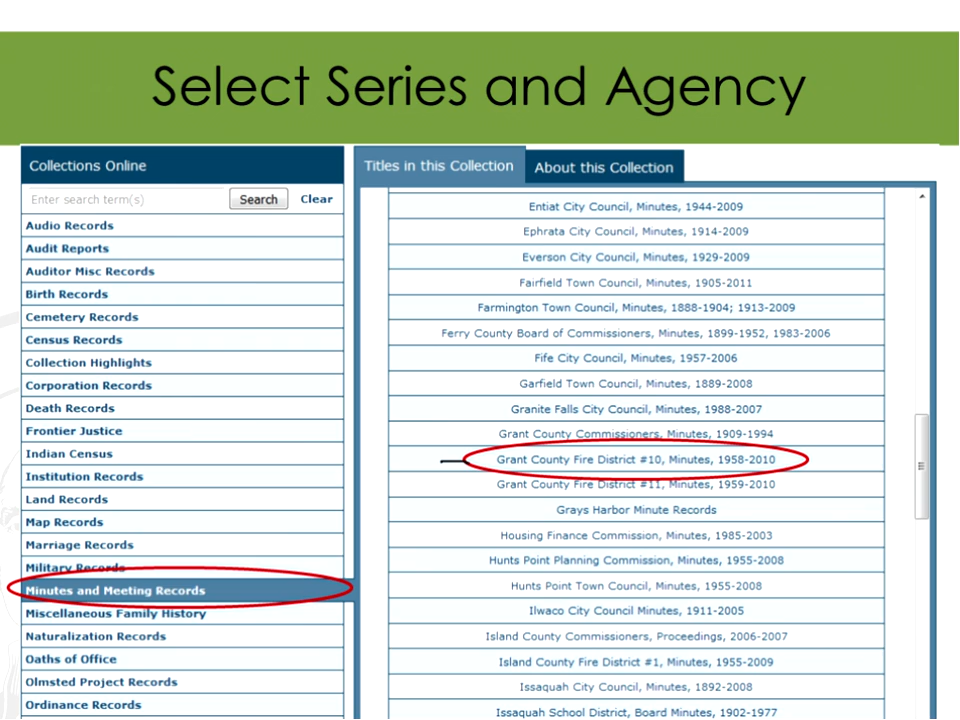 Select Series and Agency
Collections Online
Enter search term(s)
Search
Clear
Audio Records
Audit Reports
Auditor Misc Records
Birth Records
Cemetery Records
Census Records
Collection Highlights
Corporation Records
Death Records
Frontier Justice
Indian Census
Institution Records
Land Records
Map Records
Marriage Records
Military Records
Minutes and Meeting Records
Miscellaneous Family History
Naturalization Records
Oaths of Office
Olmsted Project Records
Ordinance Records
Titles in this Collection
About this Collection
Entiat City Council, Minutes, 1944-2009
Ephrata City Council, Minutes, 1914-2009
Everson City Council, Minutes, 1929-2009
Fairfield Town Council, Minutes, 1905-2011
Farmington Town Council, Minutes, 1888-1904; 1913-2009
Ferry County Board of Commissioners, Minutes, 1899-1952, 1983-2006
Fife City Council, Minutes, 1957-2006
Garfield Town Council, Minutes, 1889-2008
Granite Falls City Council, Minutes, 1988-2007
Grant County Commissioners, Minutes, 1909-1994
Grant County Fire District #10, Minutes, 1958-2010
Grant County Fire District #11, Minutes, 1959-2010
Grays Harbor Minute Records
Housing Finance Commission, Minutes, 1985-2003
Hunts Point Planning Commission, Minutes, 1955-2008
Hunts Point Town Council, Minutes, 1955-2008
Ilwaco City Council Minutes, 1911-2005
Island County Commissioners, Proceedings, 2006-2007
Island County Fire District #1, Minutes, 1955-2009
Issaquah City Council, Minutes, 1892-2008
Issaquah School District, Board Minutes, 1902-1977